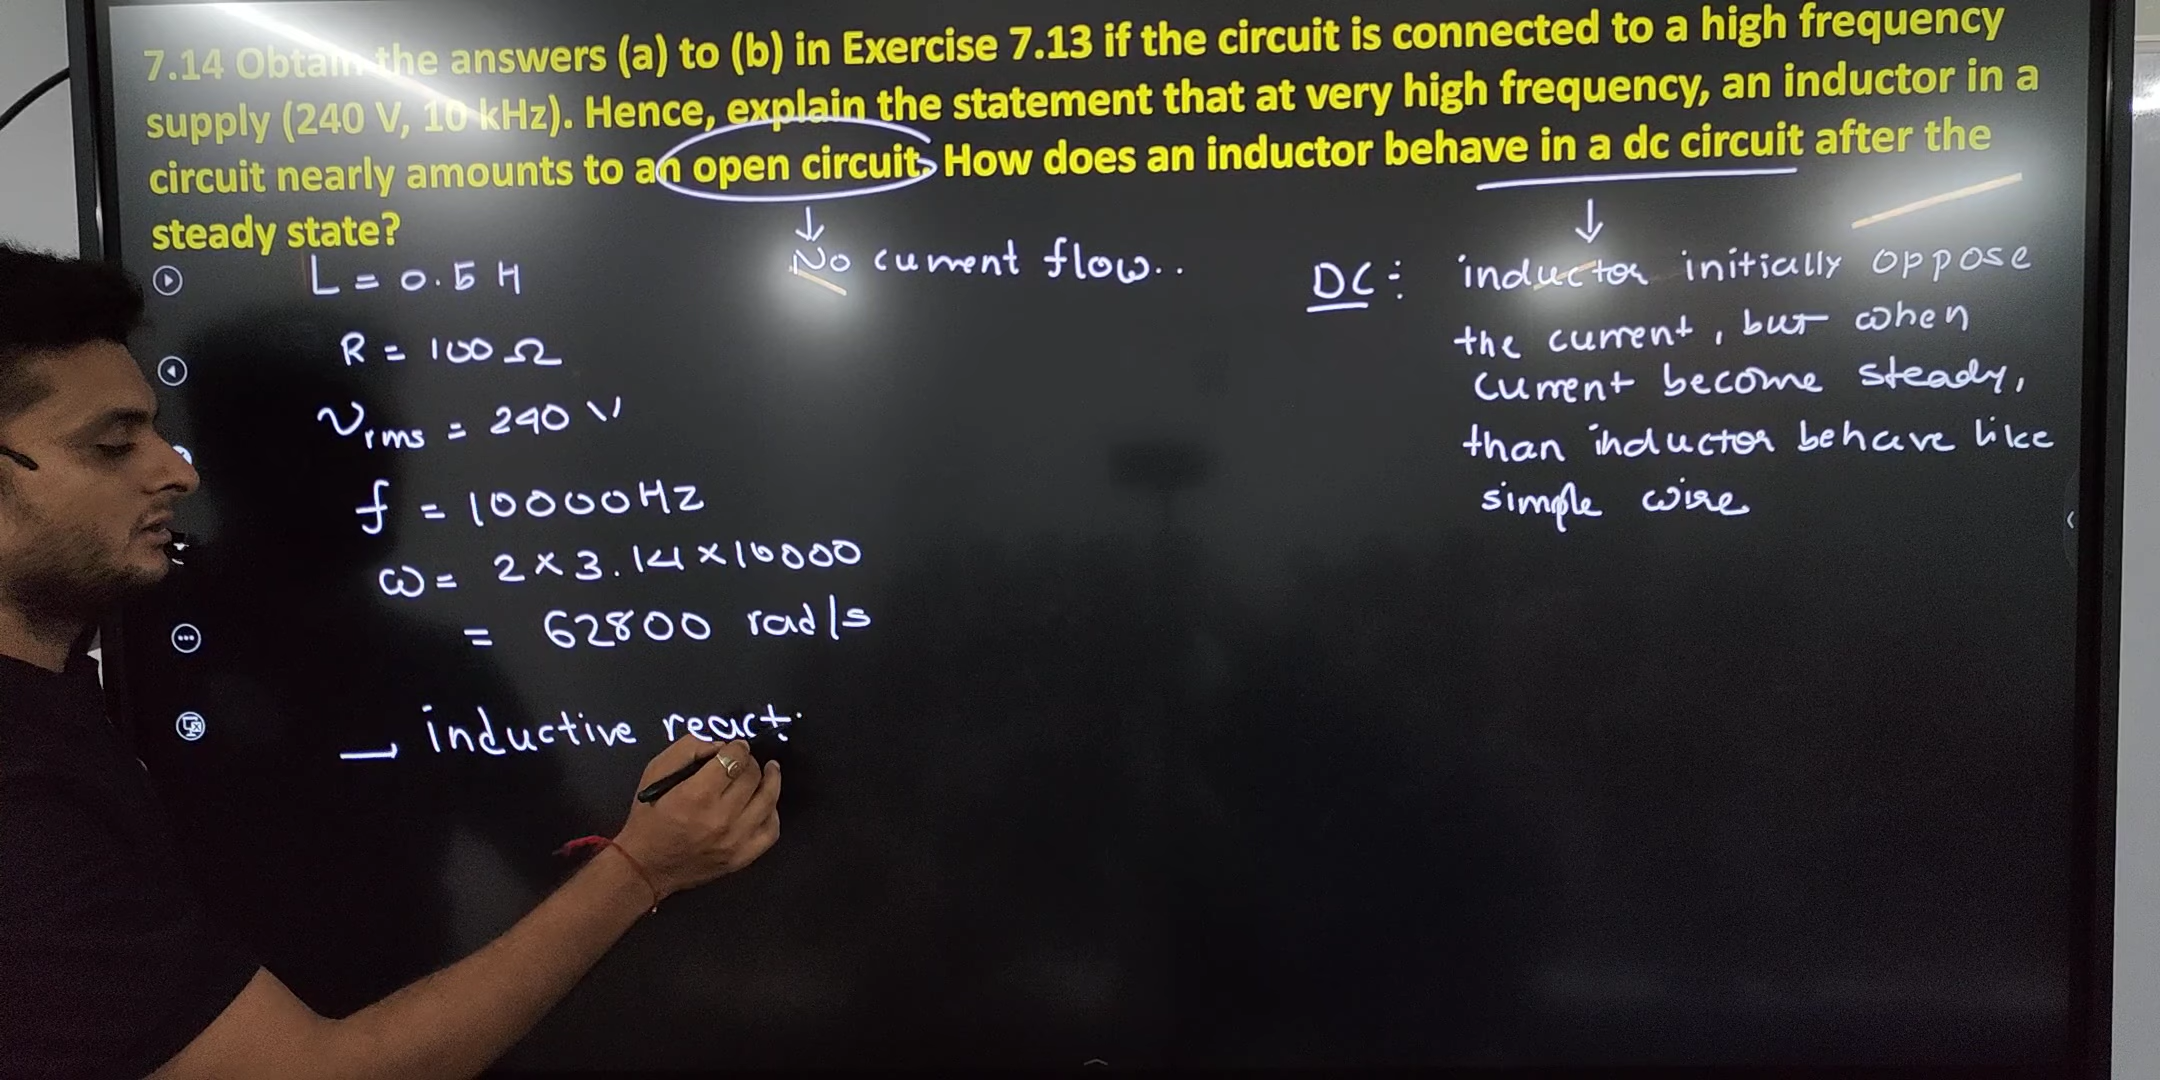 7.14 Obtain the answers (a) to (b) in Exercise 7.13 if the circuit is connected to a high frequency
supply (240 V, 10 kHz). Hence, explain the statement that at very high frequency, an inductor in a
circuit nearly amounts to an open circuit. How does an inductor behave in a dc circuit after the
steady state?
L = 0.5 H
R = 100 Ω
Vrms = 240 V
f = 10000 Hz
ω = 2 × 3.14 × 10000
= 62800 rad/s
→ inductive react
↓
No current flow..
↓
DC : inductor initially oppose
the current, but when
current become steady,
than inductor behave like
simple wire